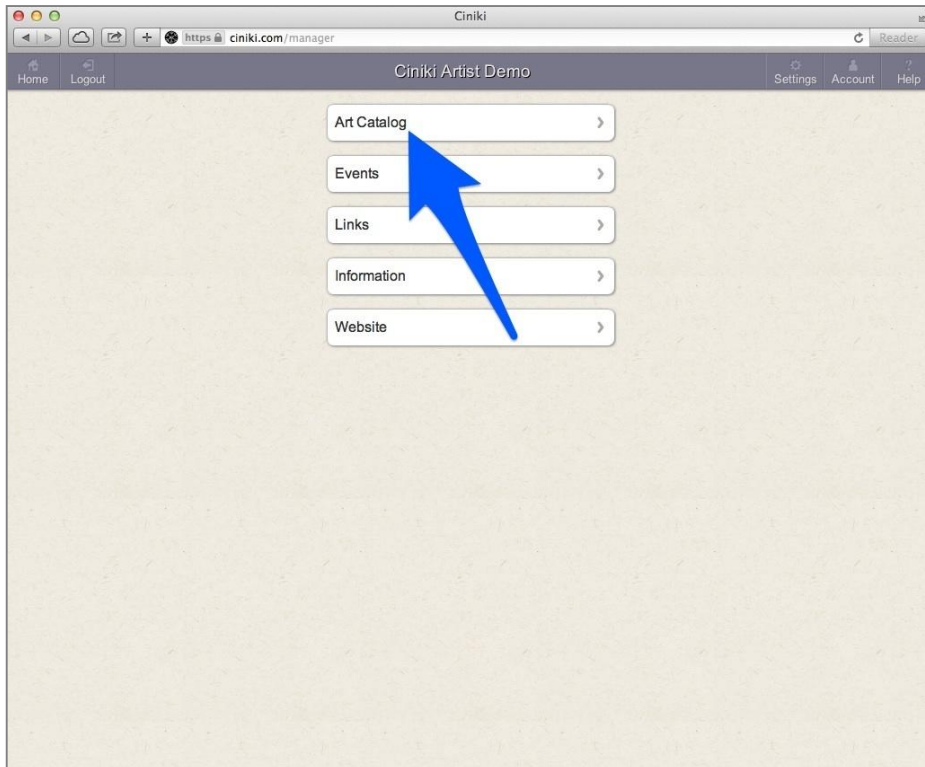 Ciniki
https ciniki.com/manager
Reader
Home
Logout
Ciniki Artist Demo
Settings
Account
? Help
Art Catalog
Events
Links
Information
Website